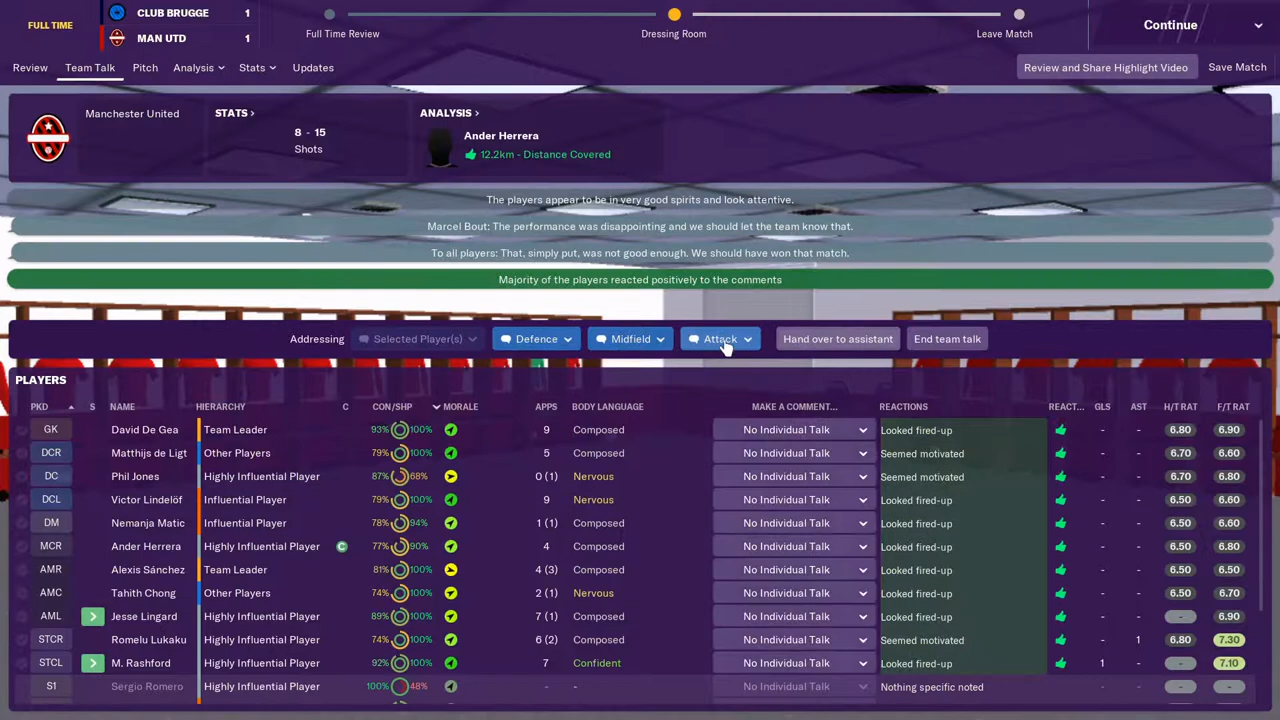 FULL TIME
CLUB BRUGGE 1
MAN UTD 1
Full Time Review
Dressing Room
Leave Match
Continue
Review Team Talk Pitch Analysis Stats Updates
Review and Share Highlight Video Save Match
Manchester United
STATS
8 - 15
Shots
ANALYSIS
Ander Herrera
12.2km - Distance Covered
The players appear to be in very good spirits and look attentive.
Marcel Bout: The performance was disappointing and we should let the team know that.
To all players: That, simply put, was not good enough. We should have won that match.
Majority of the players reacted positively to the comments
Addressing Selected Player(s) Defence Midfield Attack Hand over to assistant End team talk
PLAYERS
PKD S NAME HIERARCHY C CON/SHP MORALE APPS BODY LANGUAGE MAKE A COMMENT... REACTIONS REACT... GLS AST H/T RAT F/T RAT
GK David De Gea Team Leader 93% 100% 9 Composed No Individual Talk Looked fired-up - - 6.80 6.90
DCR Matthijs de Ligt Other Players 79% 100% 5 Composed No Individual Talk Seemed motivated - - 6.70 6.60
DC Phil Jones Highly Influential Player 87% 68% 0 (1) Nervous No Individual Talk Seemed motivated - - 6.70 6.80
DCL Victor Lindelöf Influential Player 79% 100% 9 Nervous No Individual Talk Looked fired-up - - 6.50 6.60
DM Nemanja Matic Influential Player 78% 94% 1 (1) Composed No Individual Talk Looked fired-up - - 6.50 6.60
MCR Ander Herrera Highly Influential Player C 77% 90% 4 Composed No Individual Talk Looked fired-up - - 6.50 6.80
AMR Alexis Sánchez Team Leader 81% 100% 4 (3) Composed No Individual Talk Looked fired-up - - 6.50 6.50
AMC Tahith Chong Other Players 74% 100% 2 (1) Nervous No Individual Talk Looked fired-up - - 6.50 6.70
AML Jesse Lingard Highly Influential Player 89% 100% 7 (1) Composed No Individual Talk Looked fired-up - - - 6.90
STCR Romelu Lukaku Highly Influential Player 74% 100% 6 (2) Composed No Individual Talk Seemed motivated - 1 6.80 7.30
STCL M. Rashford Highly Influential Player 92% 100% 7 Confident No Individual Talk Looked fired-up 1 - - 7.10
S1 Sergio Romero Highly Influential Player 100% 48% - - No Individual Talk Nothing specific noted - - - -